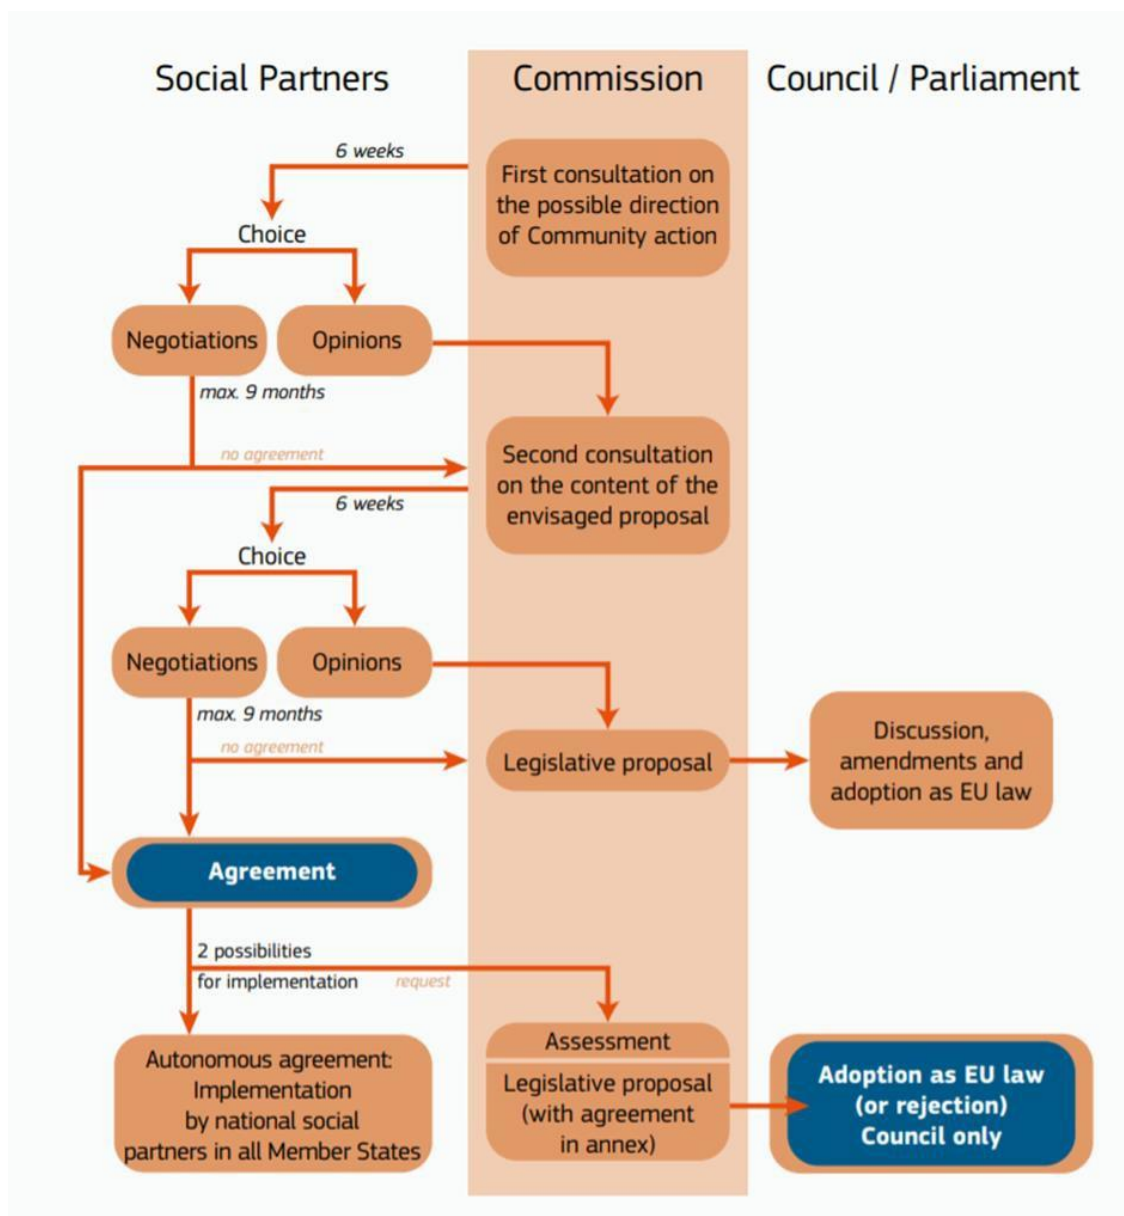 Social Partners
Commission
Council / Parliament
6 weeks
First consultation on
the possible direction
of Community action
Choice
Negotiations
Opinions
max. 9 months
no agreement
Second consultation
on the content of the
envisaged proposal
6 weeks
Choice
Negotiations
Opinions
max. 9 months
no agreement
Legislative proposal
Discussion,
amendments and
adoption as EU law
Agreement
2 possibilities
for implementation
request
Autonomous agreement:
Implementation
by national social
partners in all Member States
Assessment
Legislative proposal
(with agreement
in annex)
Adoption as EU law
(or rejection)
Council only